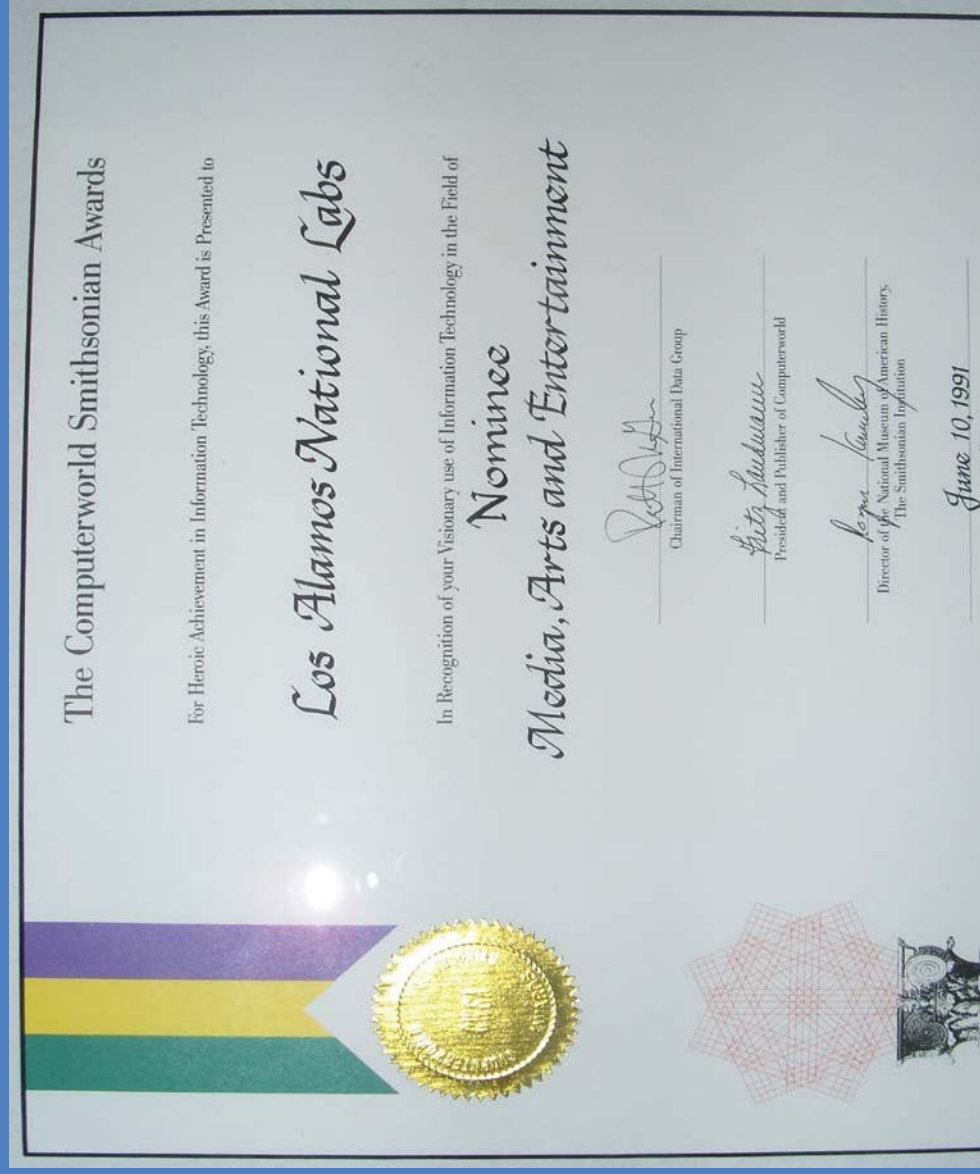 The Computerworld Smithsonian Awards
For Heroic Achievement in Information Technology, this Award is Presented to
Los Alamos National Labs
In Recognition of your Visionary use of Information Technology in the Field of
Nominee
Media, Arts and Entertainment
Chairman of International Data Group
President and Publisher of Computerworld
Director of the National Museum of American History,
The Smithsonian Institution
June 10, 1991